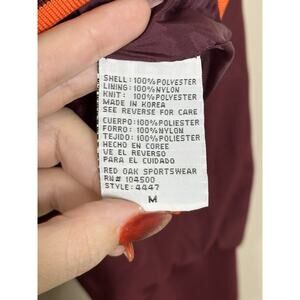 SHELL: 100% POLYESTER
LINING: 100% NYLON
KNIT: 100% POLYESTER
MADE IN KOREA
SEE REVERSE FOR CARE
CUERPO: 100% POLIESTER
FORRO: 100% NYLON
TEJIDO: 100% POLIESTER
HECHO EN COREE
VE EL REVERSO
PARA EL CUIDADO
RED OAK SPORTSWEAR
RN# 104500
STYLE: 4447
M